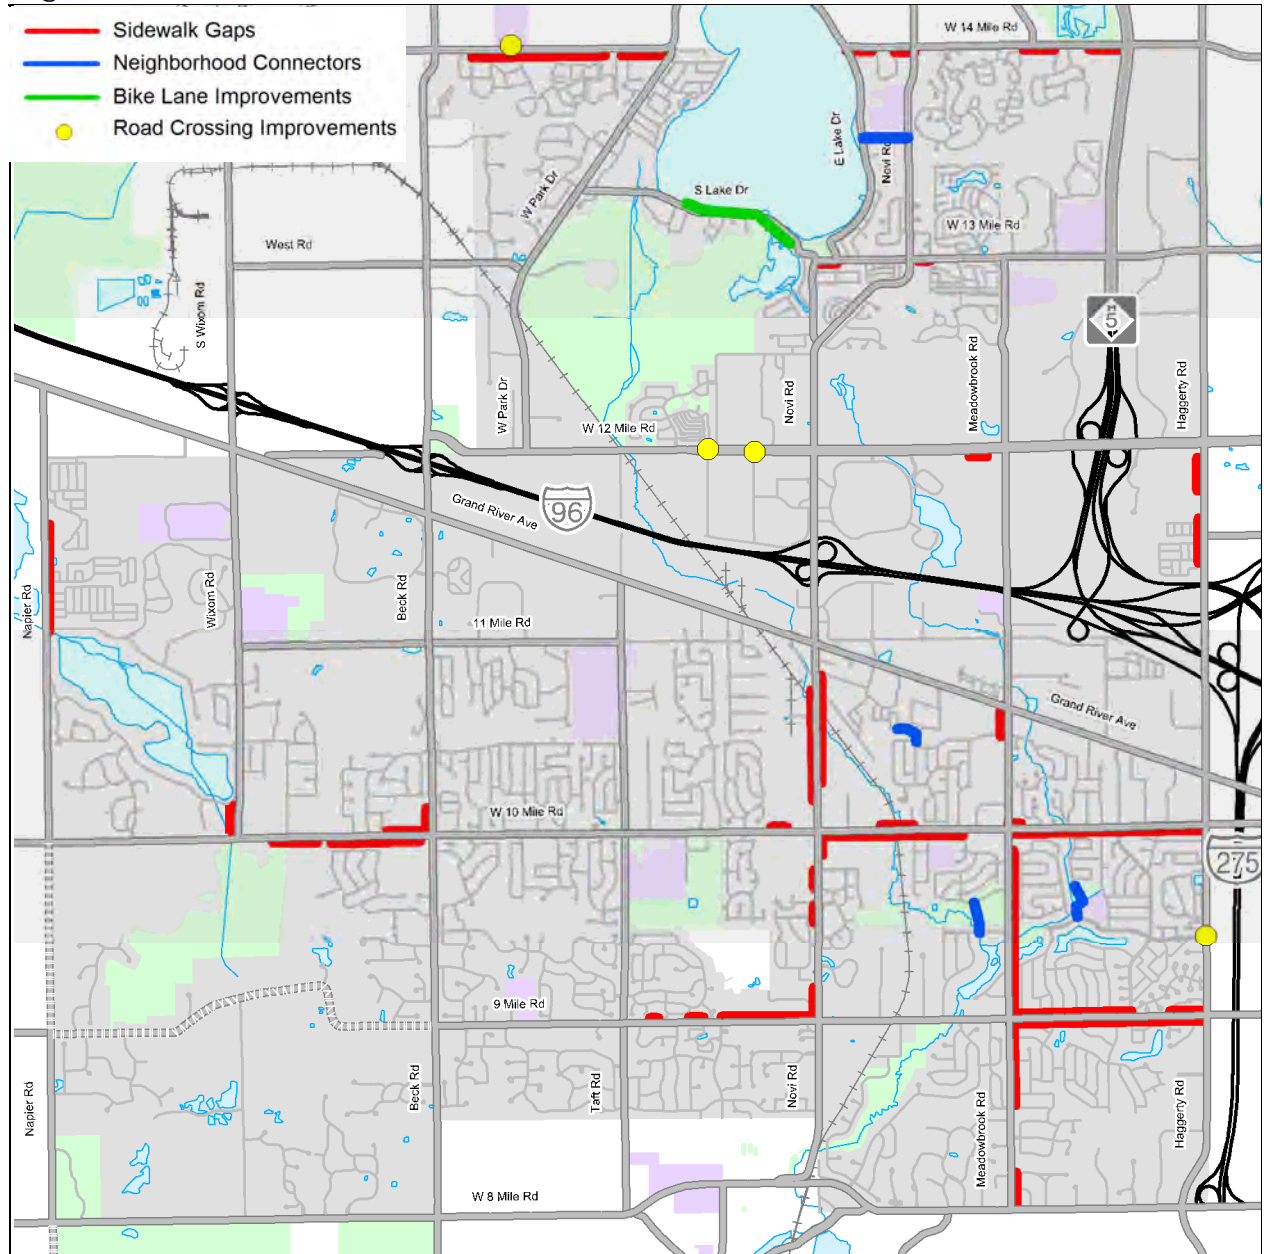 Sidewalk Gaps
Neighborhood Connectors
Bike Lane Improvements
Road Crossing Improvements
W 14 Mile Rd
E Lake Dr
Novi Rd
W Park Dr
S Lake Dr
W 13 Mile Rd
West Rd
S Wixom Rd
M
5
W Park Dr
Novi Rd
Meadowbrook Rd
Haggerty Rd
W 12 Mile Rd
Grand River Ave
96
Napier Rd
Wixom Rd
Beck Rd
11 Mile Rd
Grand River Ave
W 10 Mile Rd
275
9 Mile Rd
Napier Rd
Beck Rd
Taft Rd
Novi Rd
Meadowbrook Rd
Haggerty Rd
W 8 Mile Rd